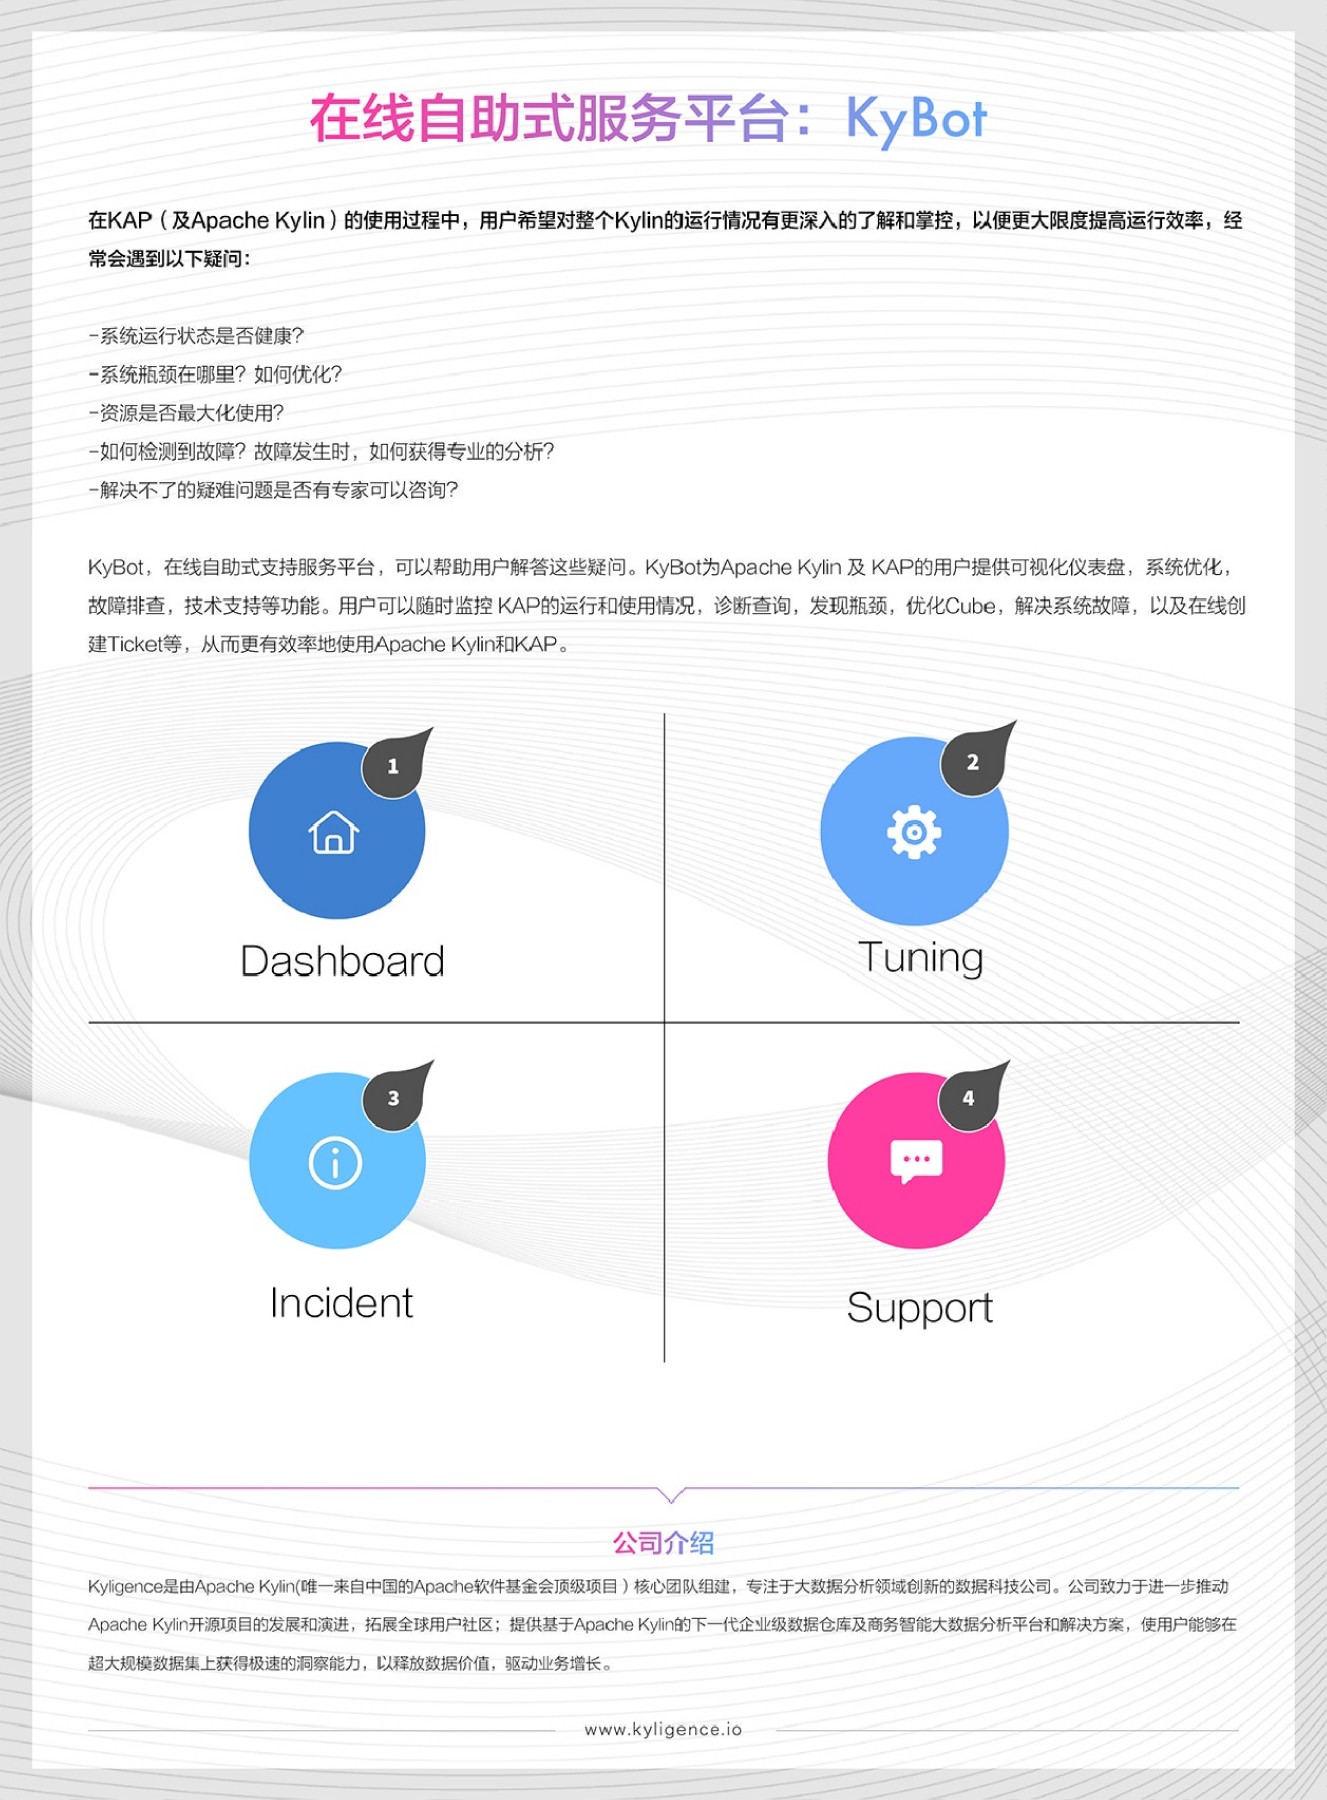 在线自助式服务平台：KyBot
在KAP（及Apache Kylin）的使用过程中，用户希望对整个Kylin的运行情况有更深入的了解和掌控，以便更大限度提高运行效率，经
常会遇到以下疑问：
-系统运行状态是否健康？
-系统瓶颈在哪里？如何优化？
-资源是否最大化使用？
-如何检测到故障？故障发生时，如何获得专业的分析？
-解决不了的疑难问题是否有专家可以咨询？
KyBot，在线自助式支持服务平台，可以帮助用户解答这些疑问。KyBot为Apache Kylin 及 KAP的用户提供可视化仪表盘，系统优化，
故障排查，技术支持等功能。用户可以随时监控 KAP的运行和使用情况，诊断查询，发现瓶颈，优化Cube，解决系统故障，以及在线创
建Ticket等，从而更有效率地使用Apache Kylin和KAP。
1
Dashboard
2
Tuning
3
Incident
4
Support
公司介绍
Kyligence是由Apache Kylin(唯一来自中国的Apache软件基金会顶级项目）核心团队组建，专注于大数据分析领域创新的数据科技公司。公司致力于进一步推动
Apache Kylin开源项目的发展和演进，拓展全球用户社区；提供基于Apache Kylin的下一代企业级数据仓库及商务智能大数据分析平台和解决方案，使用户能够在
超大规模数据集上获得极速的洞察能力，以释放数据价值，驱动业务增长。
www.kyligence.io